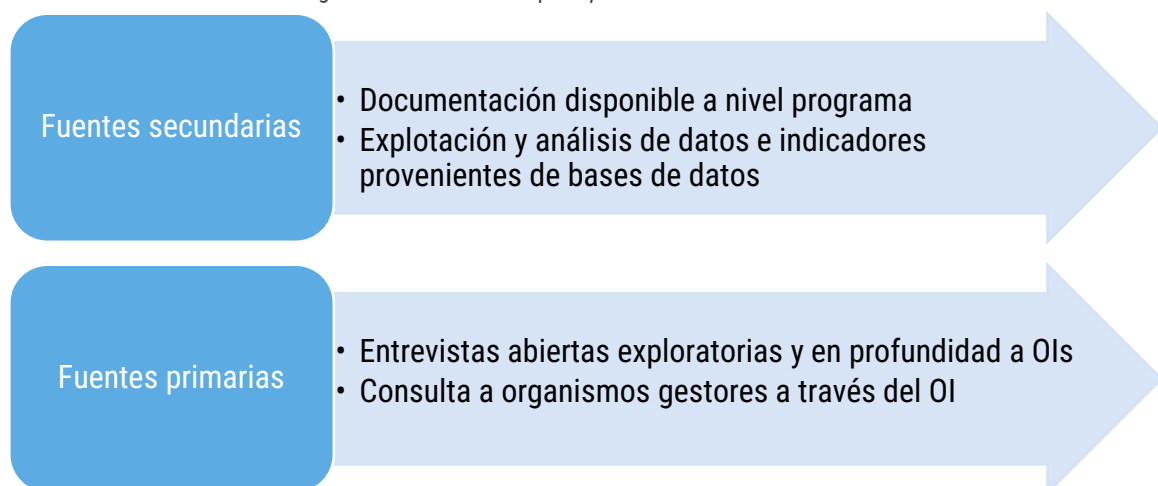 Fuentes secundarias
• Documentación disponible a nivel programa
• Explotación y análisis de datos e indicadores
provenientes de bases de datos
Fuentes primarias
• Entrevistas abiertas exploratorias y en profundidad a OIs
• Consulta a organismos gestores a través del OI